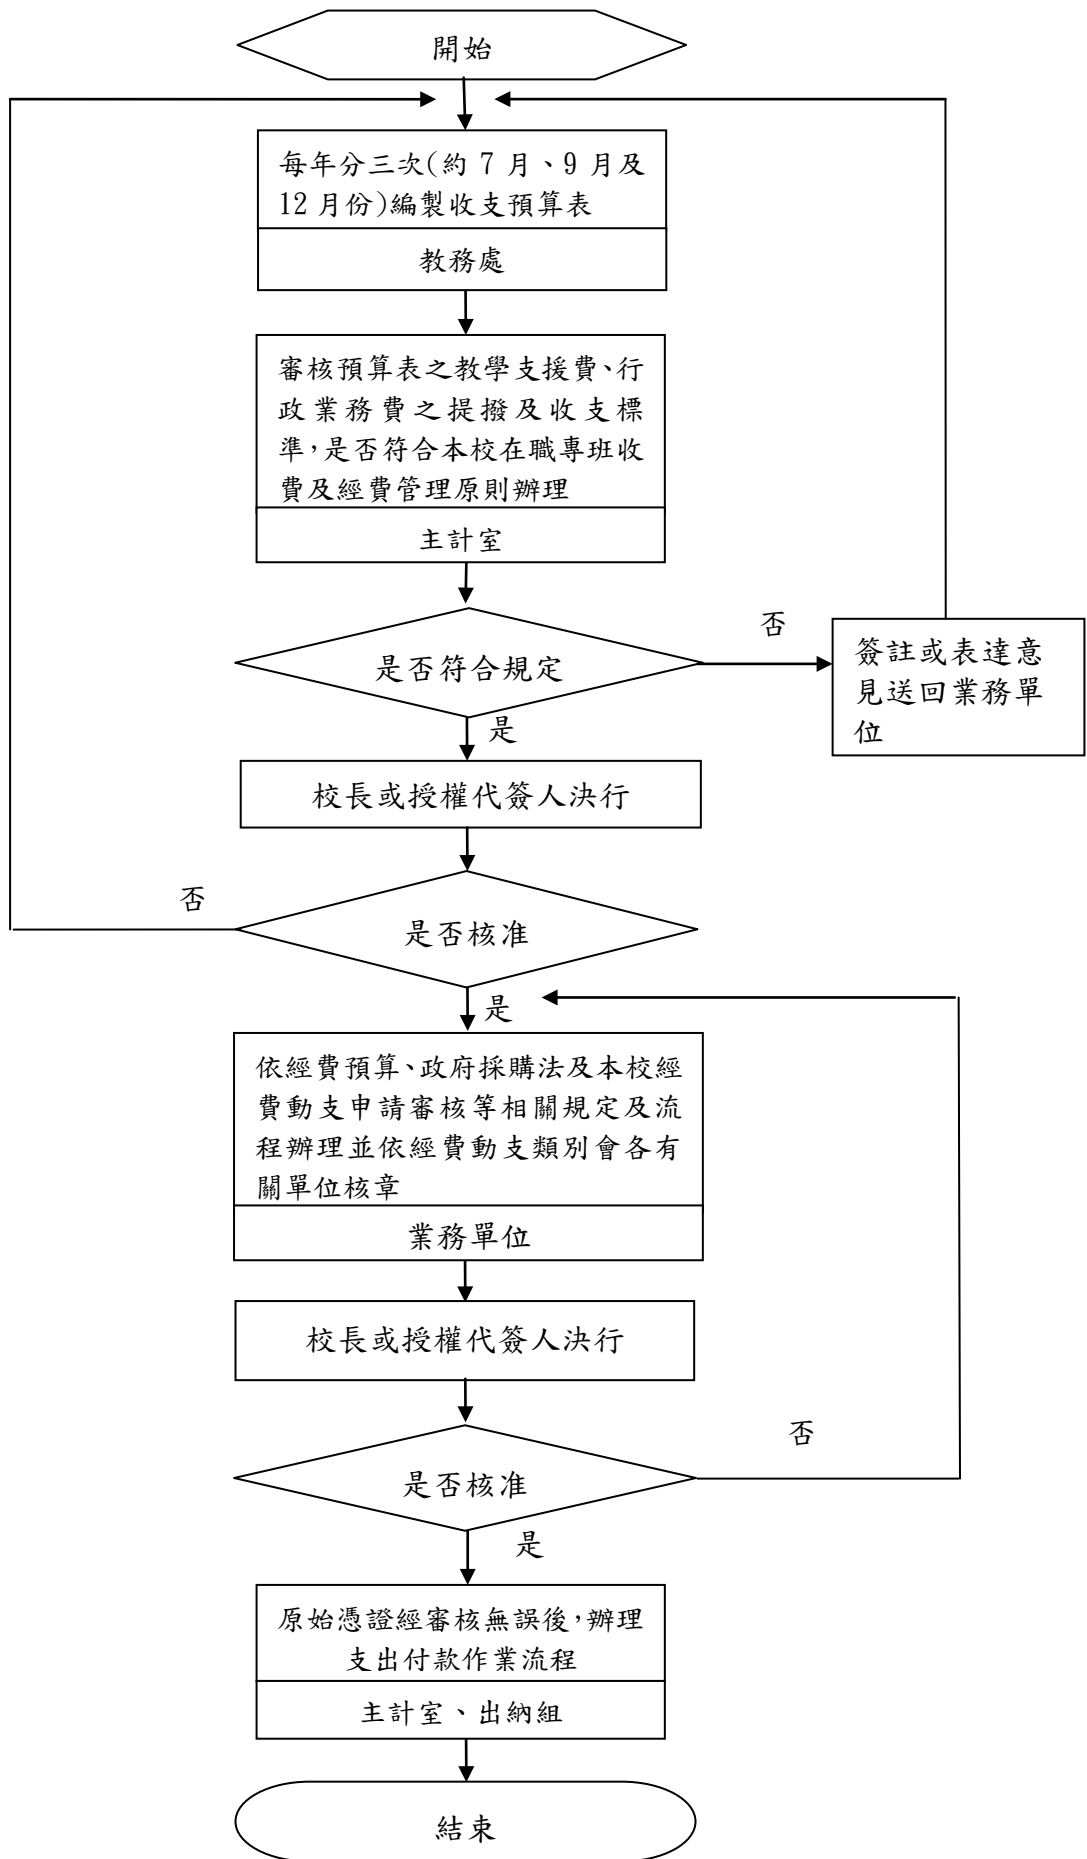 開始
每年分三次(約 7 月、9 月及
12 月份)編製收支預算表
教務處
審核預算表之教學支援費、行
政業務費之提撥及收支標
準,是否符合本校在職專班收
費及經費管理原則辦理
主計室
是否符合規定
否
簽註或表達意
見送回業務單
位
是
校長或授權代簽人決行
否
是否核准
是
依經費預算、政府採購法及本校經
費動支申請審核等相關規定及流
程辦理並依經費動支類別會各有
關單位核章
業務單位
校長或授權代簽人決行
否
是否核准
是
原始憑證經審核無誤後,辦理
支出付款作業流程
主計室、出納組
結束